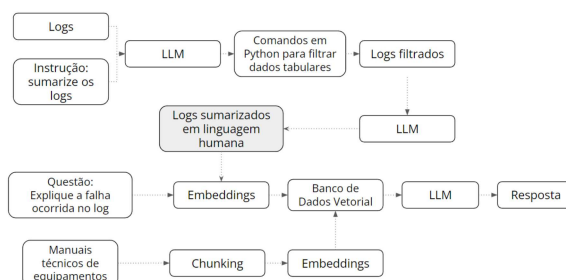 Logs
Instrução:
sumarize os
logs
LLM
Comandos em
Python para filtrar
dados tabulares
Logs filtrados
LLM
Logs sumarizados
em linguagem
humana
Questão:
Explique a falha
ocorrida no log
Embeddings
Banco de
Dados Vetorial
LLM
Resposta
Manuais
técnicos de
equipamentos
Chunking
Embeddings